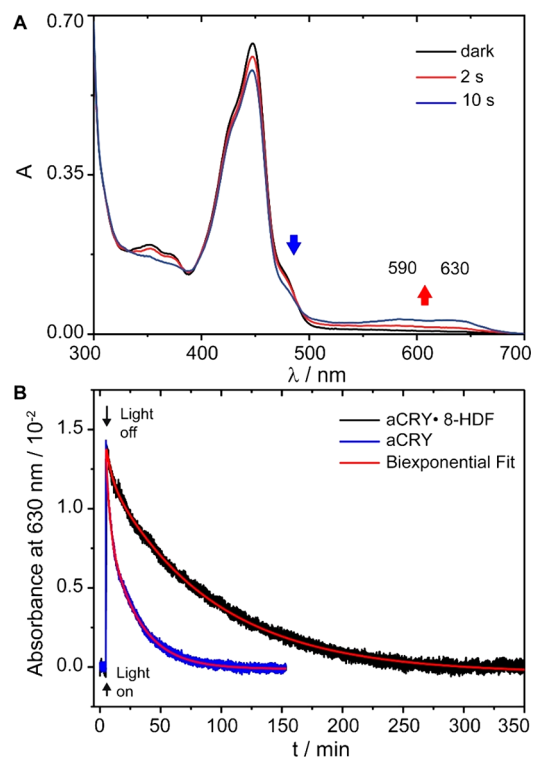 A
0.70
0.35
0.00
A
dark
2 s
10 s
590 630
300 400 500 600 700
λ / nm
B
Light
off
aCRY• 8-HDF
aCRY
Biexponential Fit
1.5
1.0
0.5
0.0
Absorbance at 630 nm / 10-2
Light
on
0 50 100 150 200 250 300 350
t / min